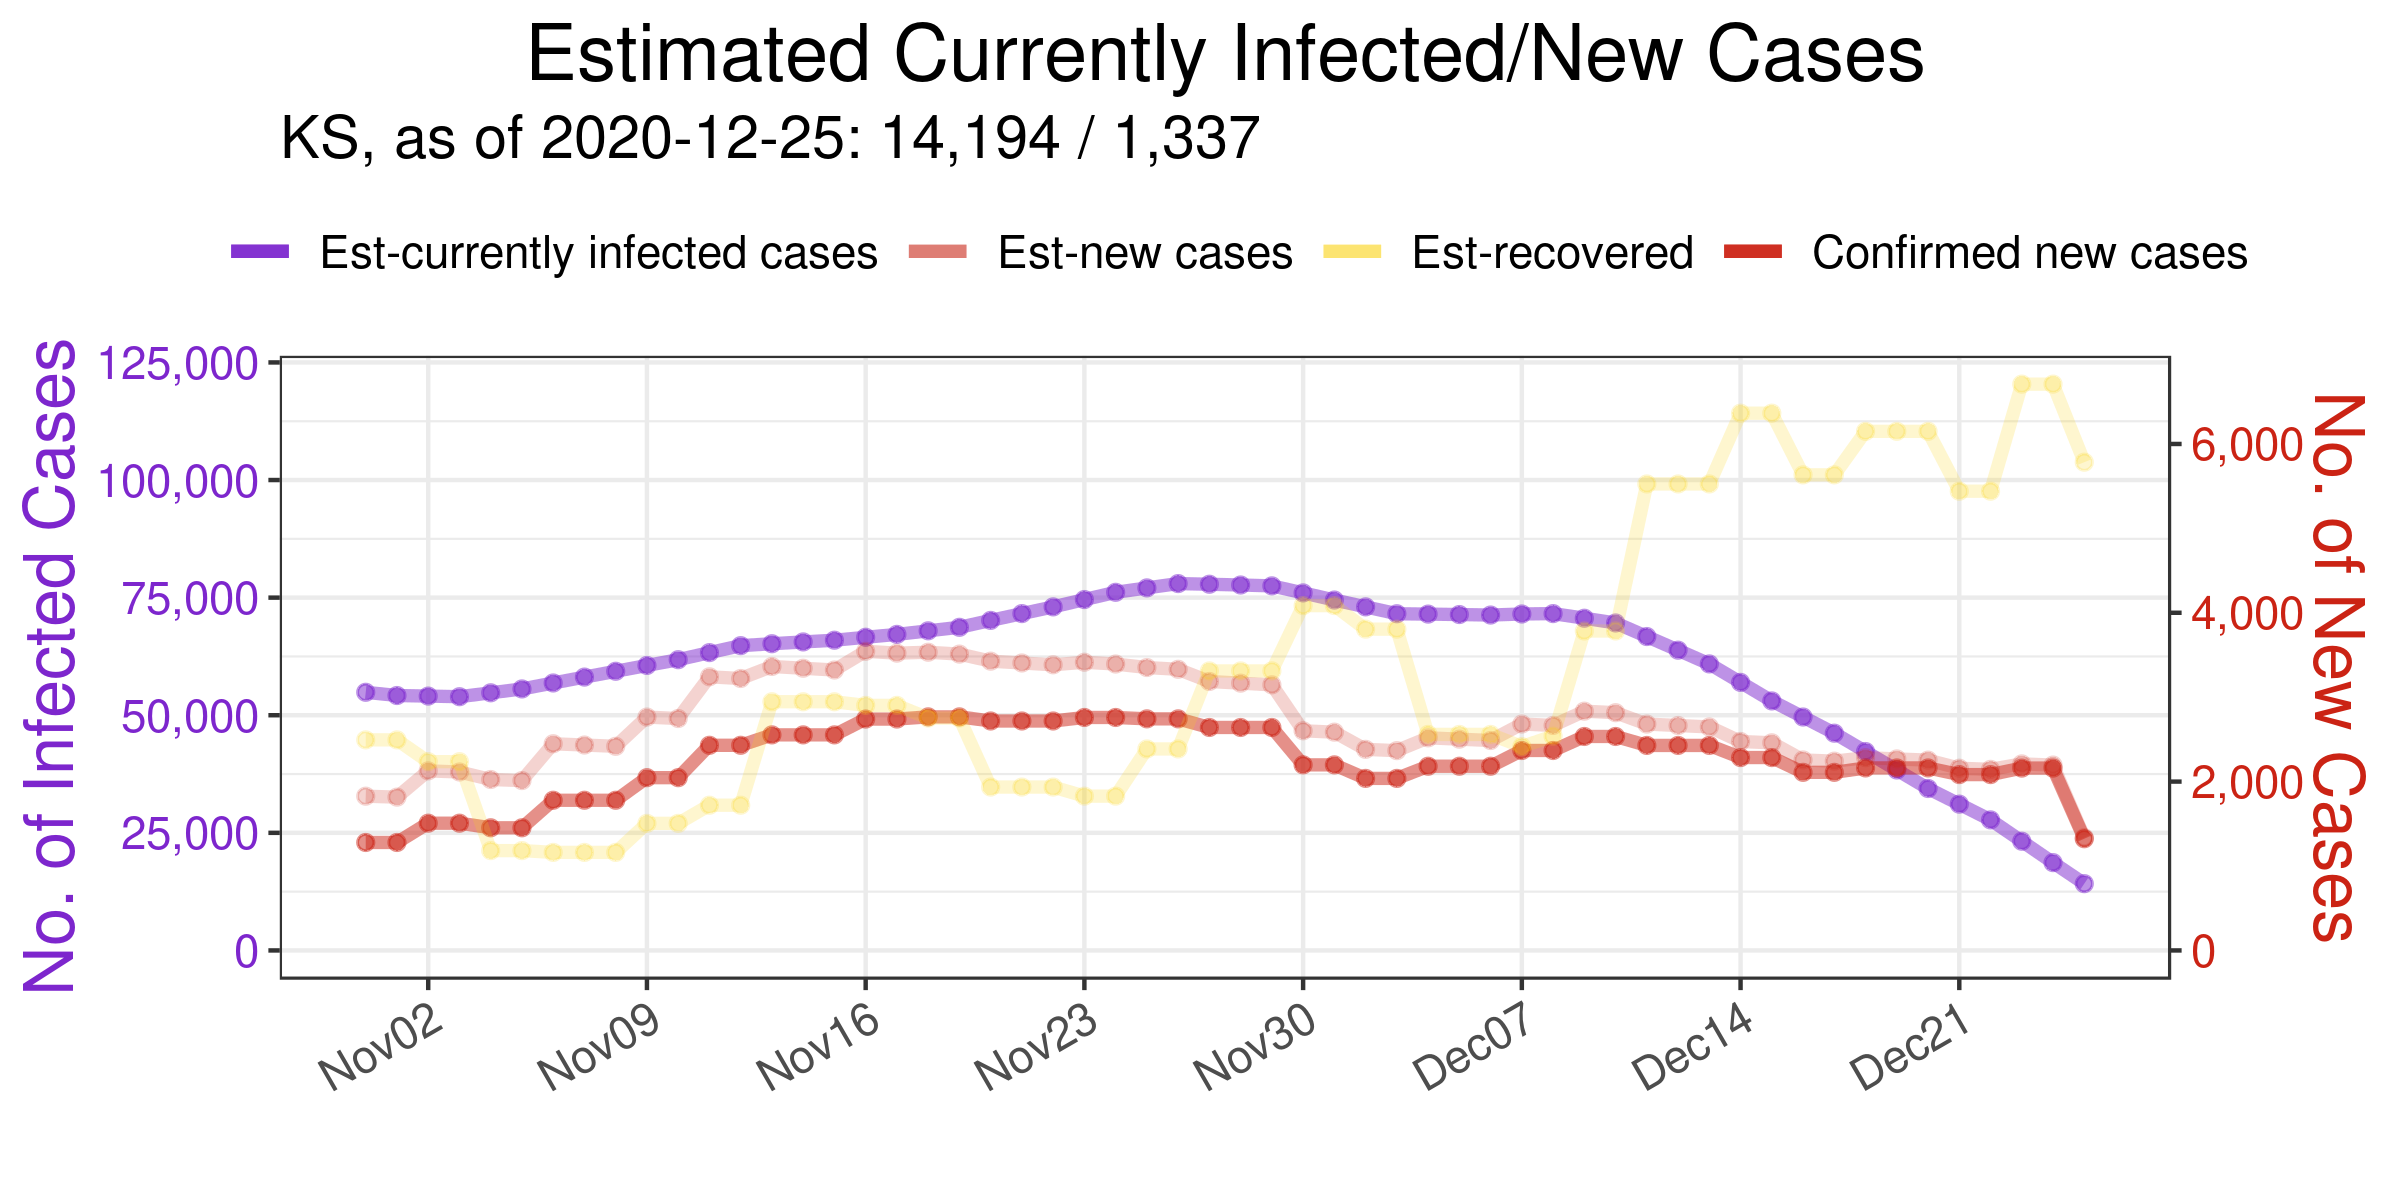 Estimated Currently Infected/New Cases
KS, as of 2020-12-25: 14,194 / 1,337
Est-currently infected cases Est-new cases Est-recovered Confirmed new cases
No. of Infected Cases
125,000
100,000
75,000
50,000
25,000
0
6,000
4,000
2,000
0
No. of New Cases
Nov02 Nov09 Nov16 Nov23 Nov30 Dec07 Dec14 Dec21